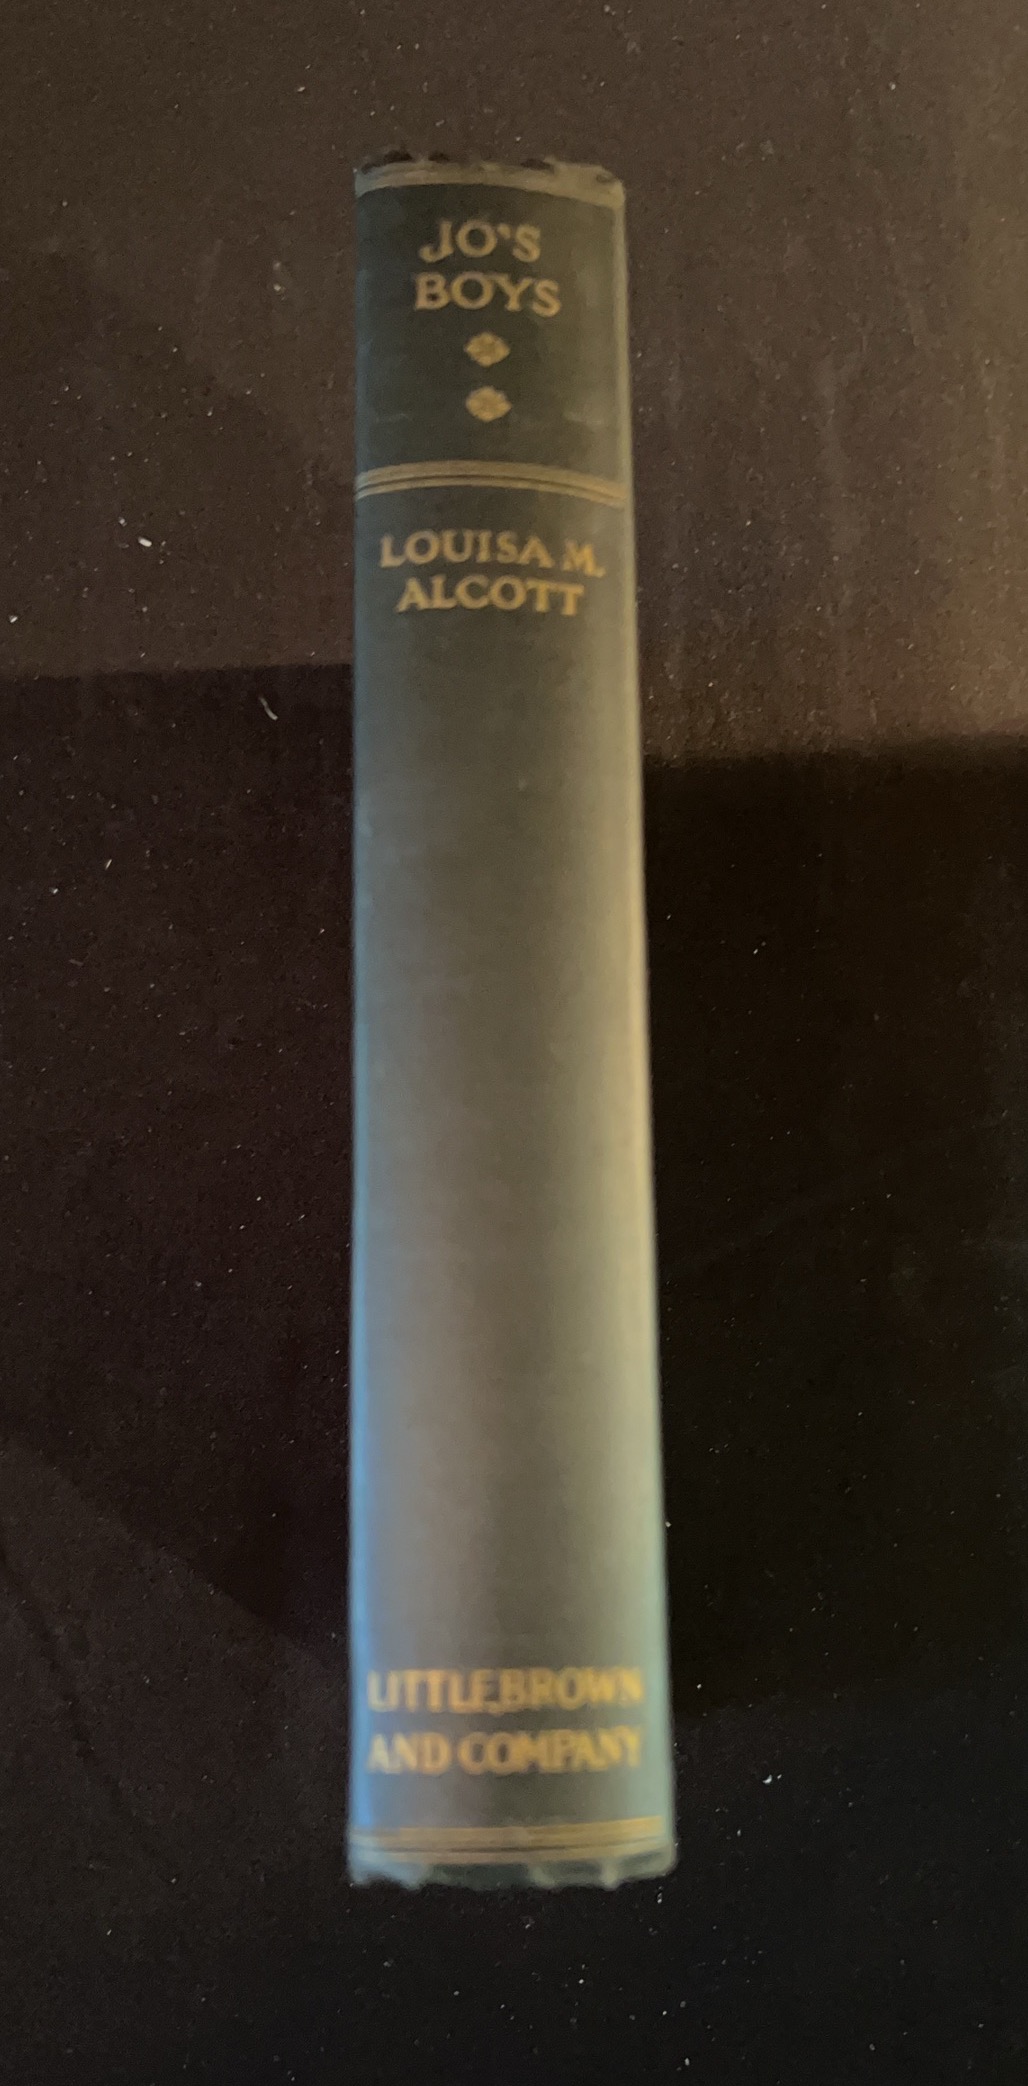 JO'S
BOYS
LOUISA M.
ALCOTT
LITTLE, BROWN
AND COMPANY